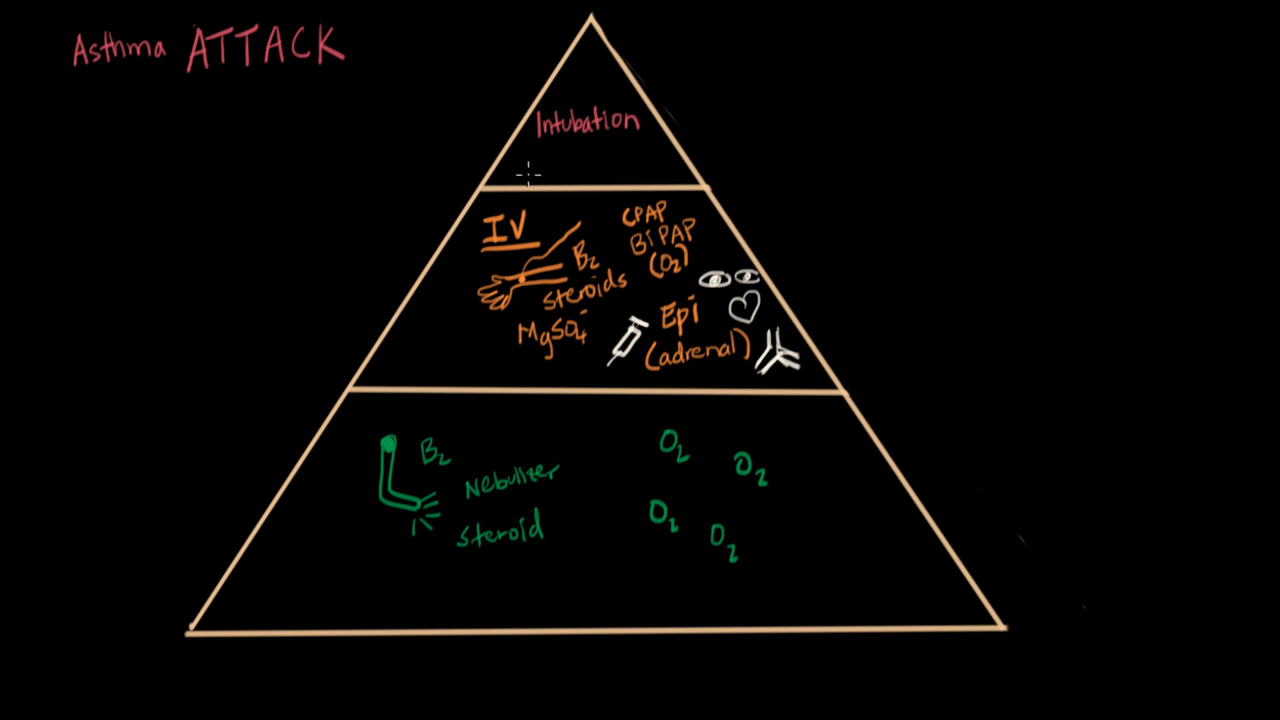 Asthma ATTACK
Intubation
IV
B2
steroids
MgSO4
CPAP
BiPAP
(O2)
Epi
(adrenal)
B2
Nebulizer
steroid
O2
O2
O2
O2